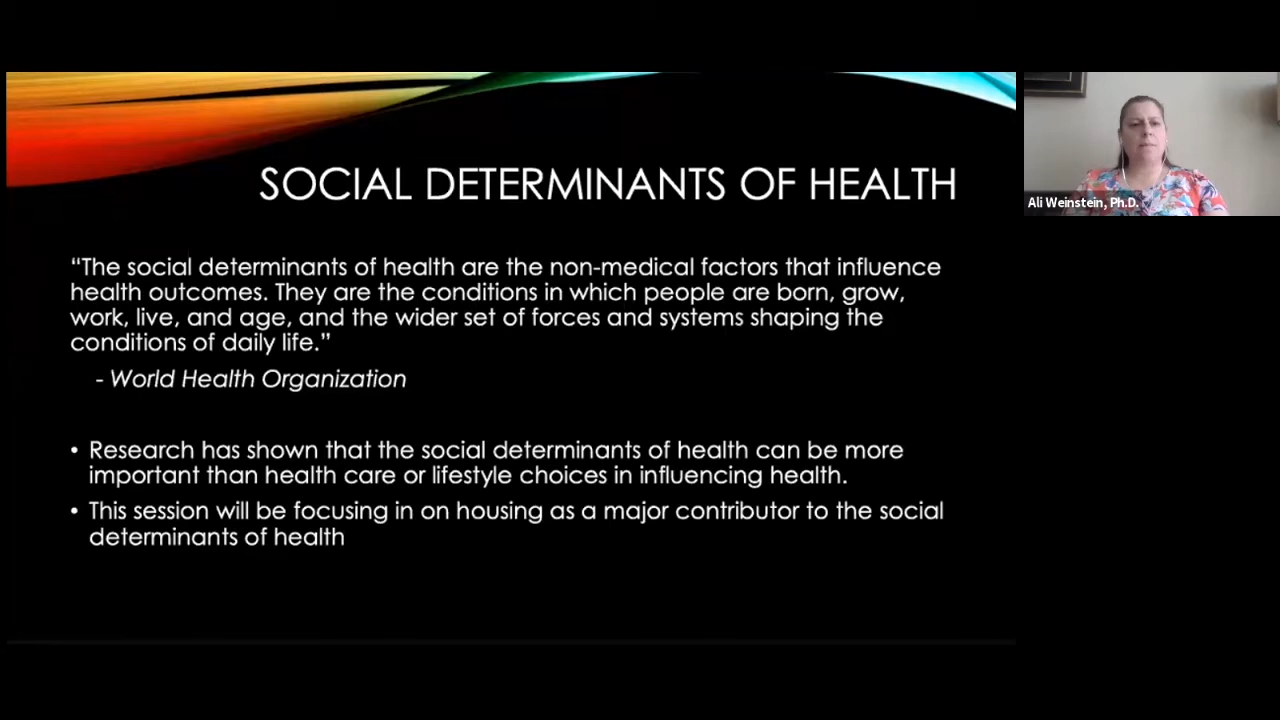 SOCIAL DETERMINANTS OF HEALTH
“The social determinants of health are the non-medical factors that influence
health outcomes. They are the conditions in which people are born, grow,
work, live, and age, and the wider set of forces and systems shaping the
conditions of daily life.”
- World Health Organization
• Research has shown that the social determinants of health can be more
important than health care or lifestyle choices in influencing health.
• This session will be focusing in on housing as a major contributor to the social
determinants of health
Ali Weinstein, Ph.D.